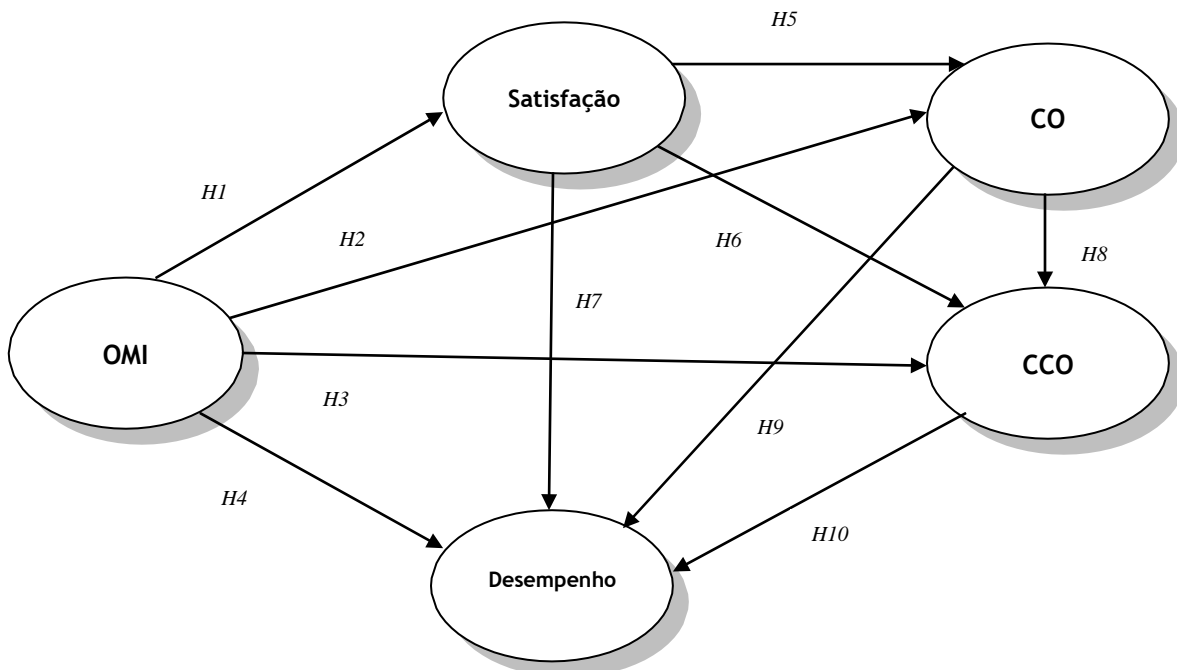 H5
Satisfação
CO
H1
H2
H6
H8
H7
OMI
CCO
H3
H9
H4
H10
Desempenho